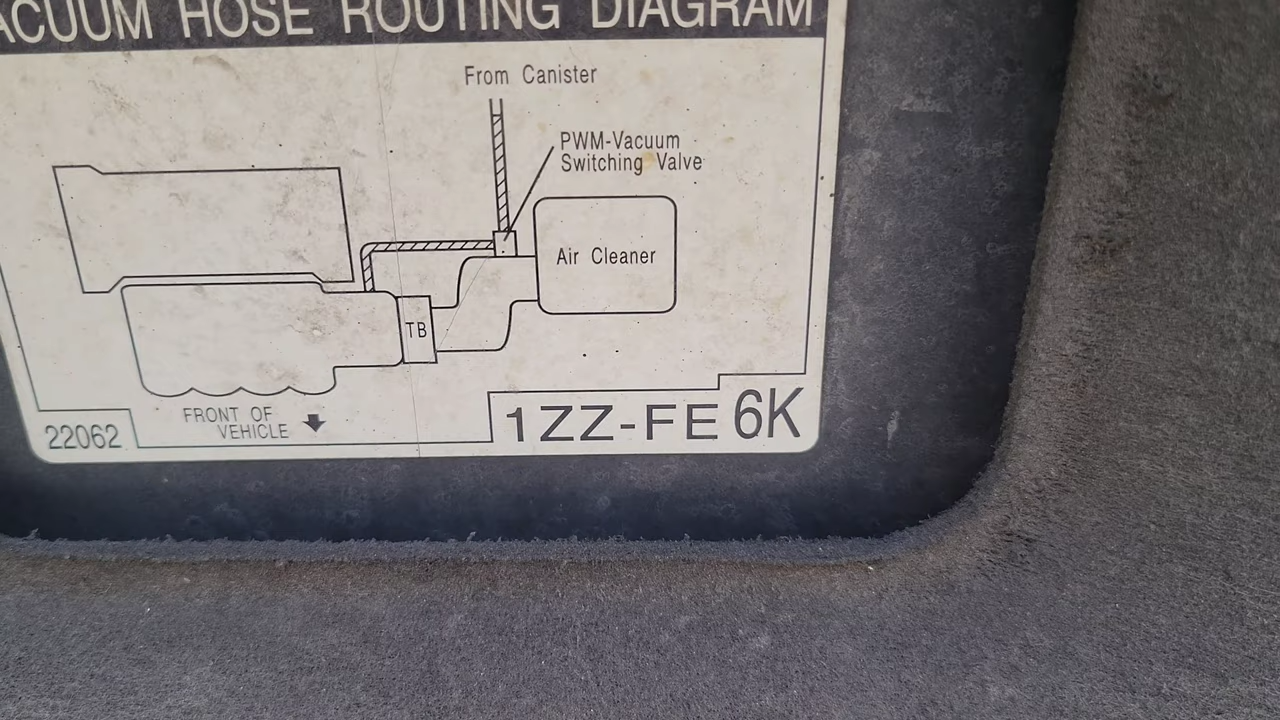 ACUUM HOSE ROUTING DIAGRAM
From Canister
PWM-Vacuum
Switching Valve
Air Cleaner
TB
FRONT OF
VEHICLE
22062
1ZZ-FE 6K